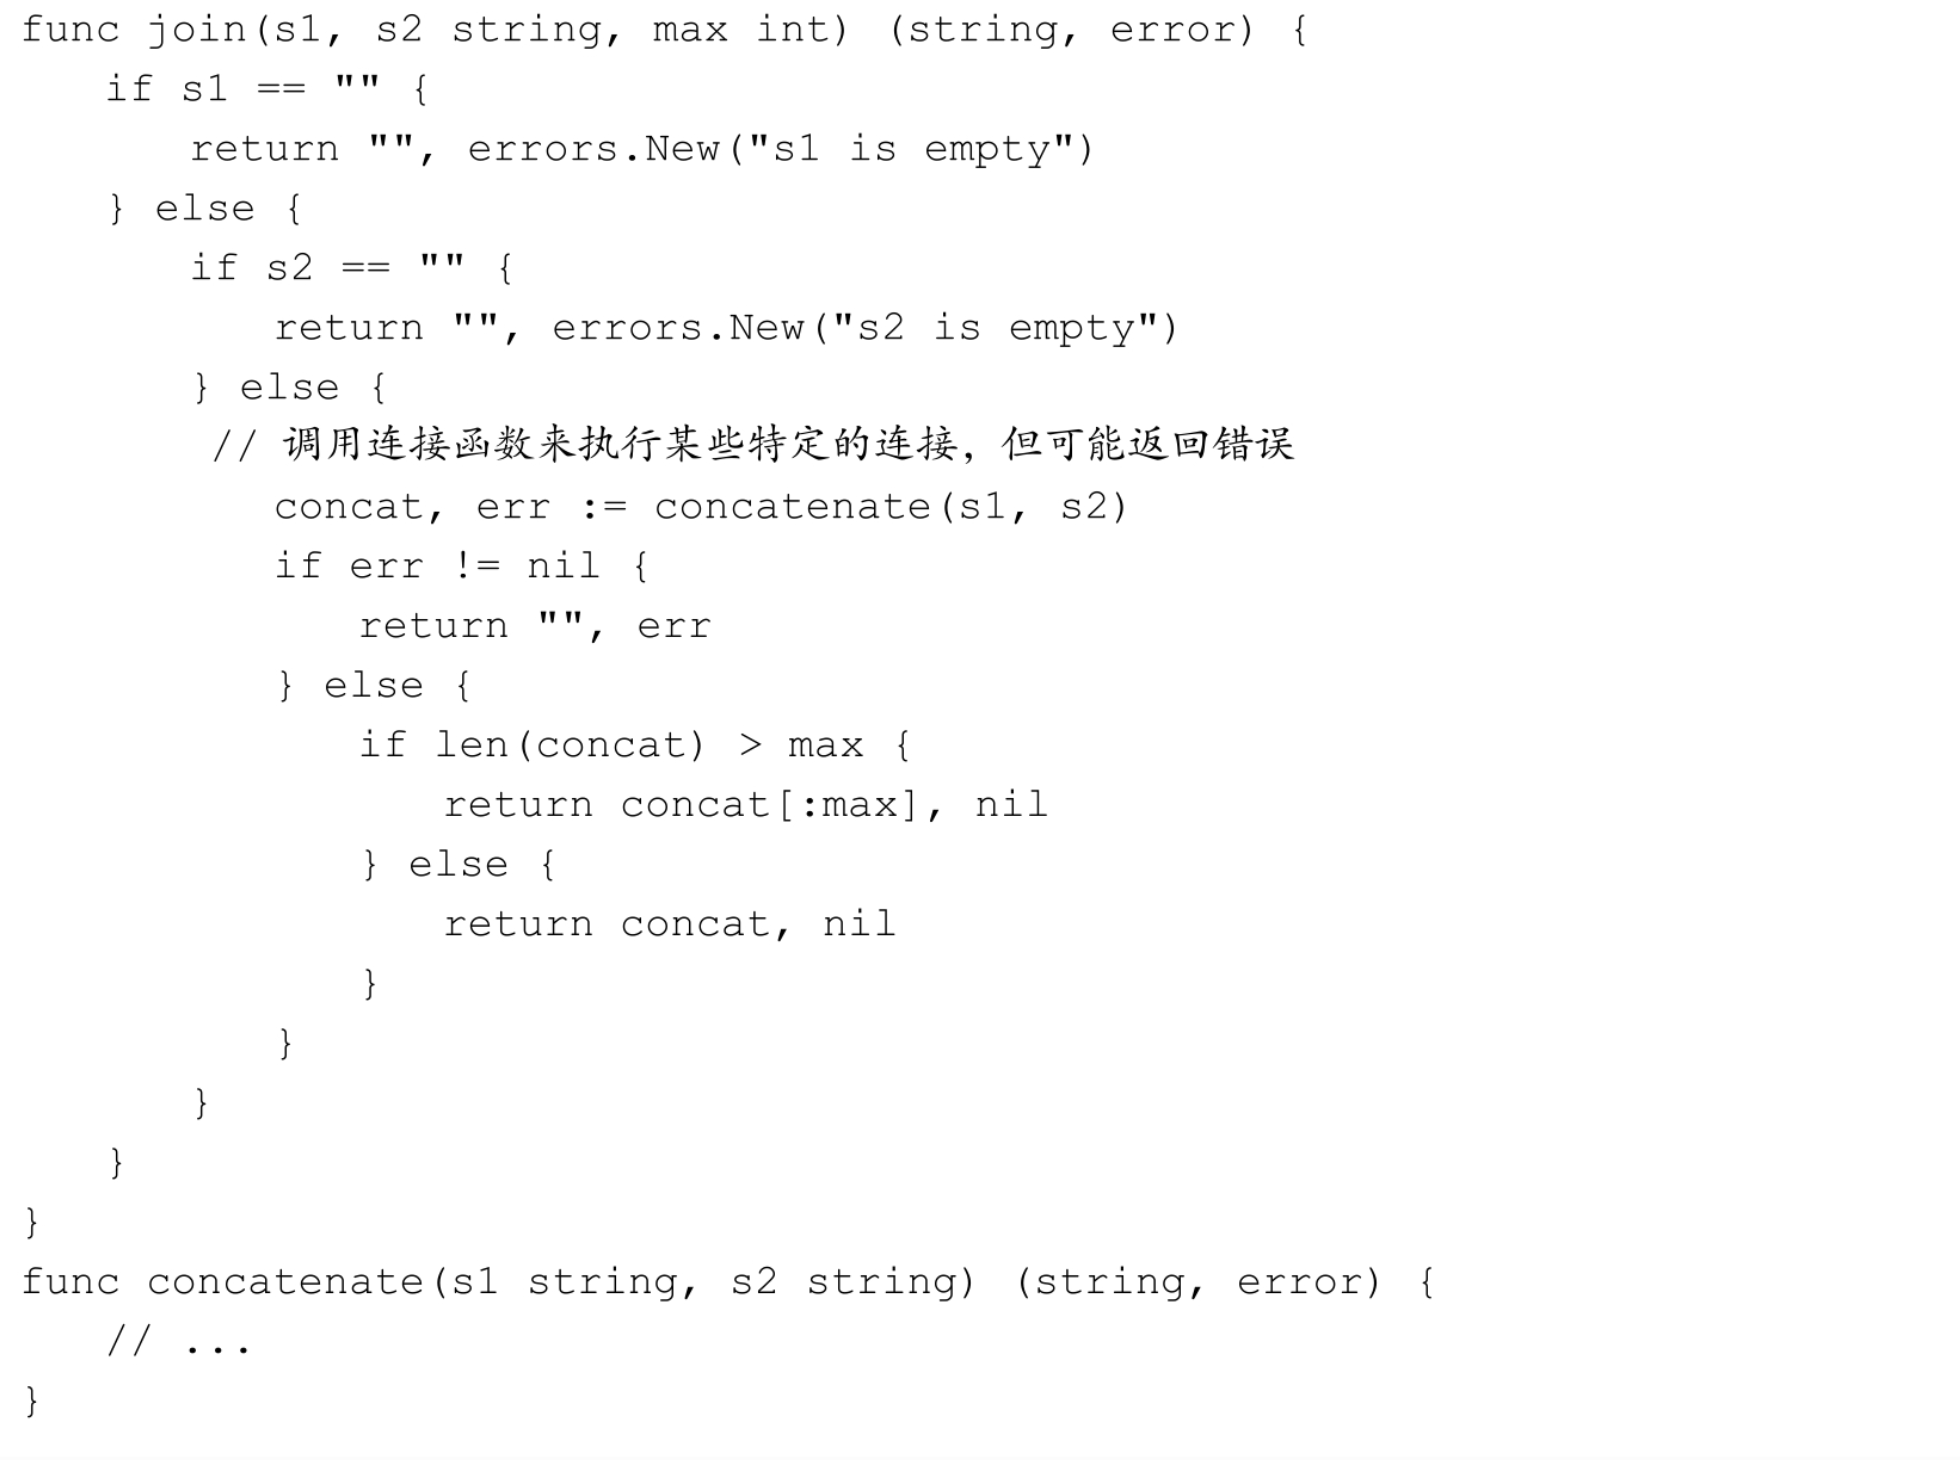 func join(s1, s2 string, max int) (string, error) {
    if s1 == "" {
        return "", errors.New("s1 is empty")
    } else {
        if s2 == "" {
            return "", errors.New("s2 is empty")
        } else {
         // 调用连接函数来执行某些特定的连接，但可能返回错误
            concat, err := concatenate(s1, s2)
            if err != nil {
                return "", err
            } else {
                if len(concat) > max {
                    return concat[:max], nil
                } else {
                    return concat, nil
                }
            }
        }
    }
}
func concatenate(s1 string, s2 string) (string, error) {
    // ...
}